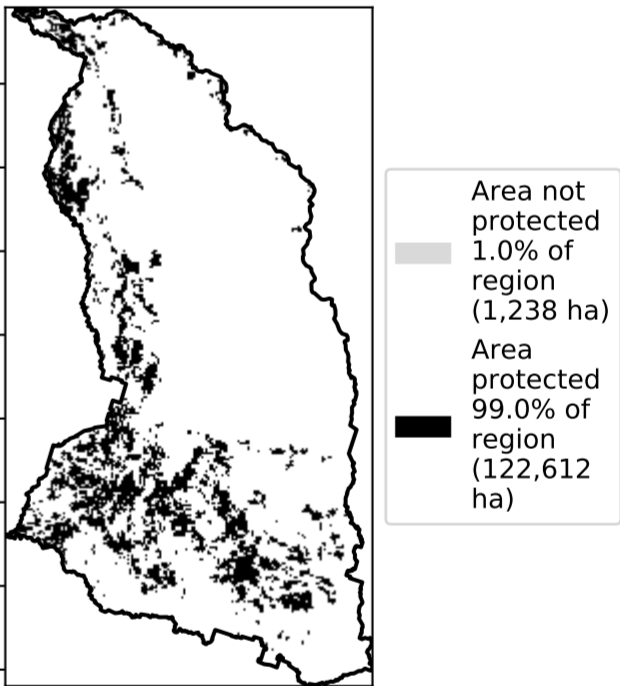 Area not
protected
1.0% of
region
(1,238 ha)
Area
protected
99.0% of
region
(122,612
ha)